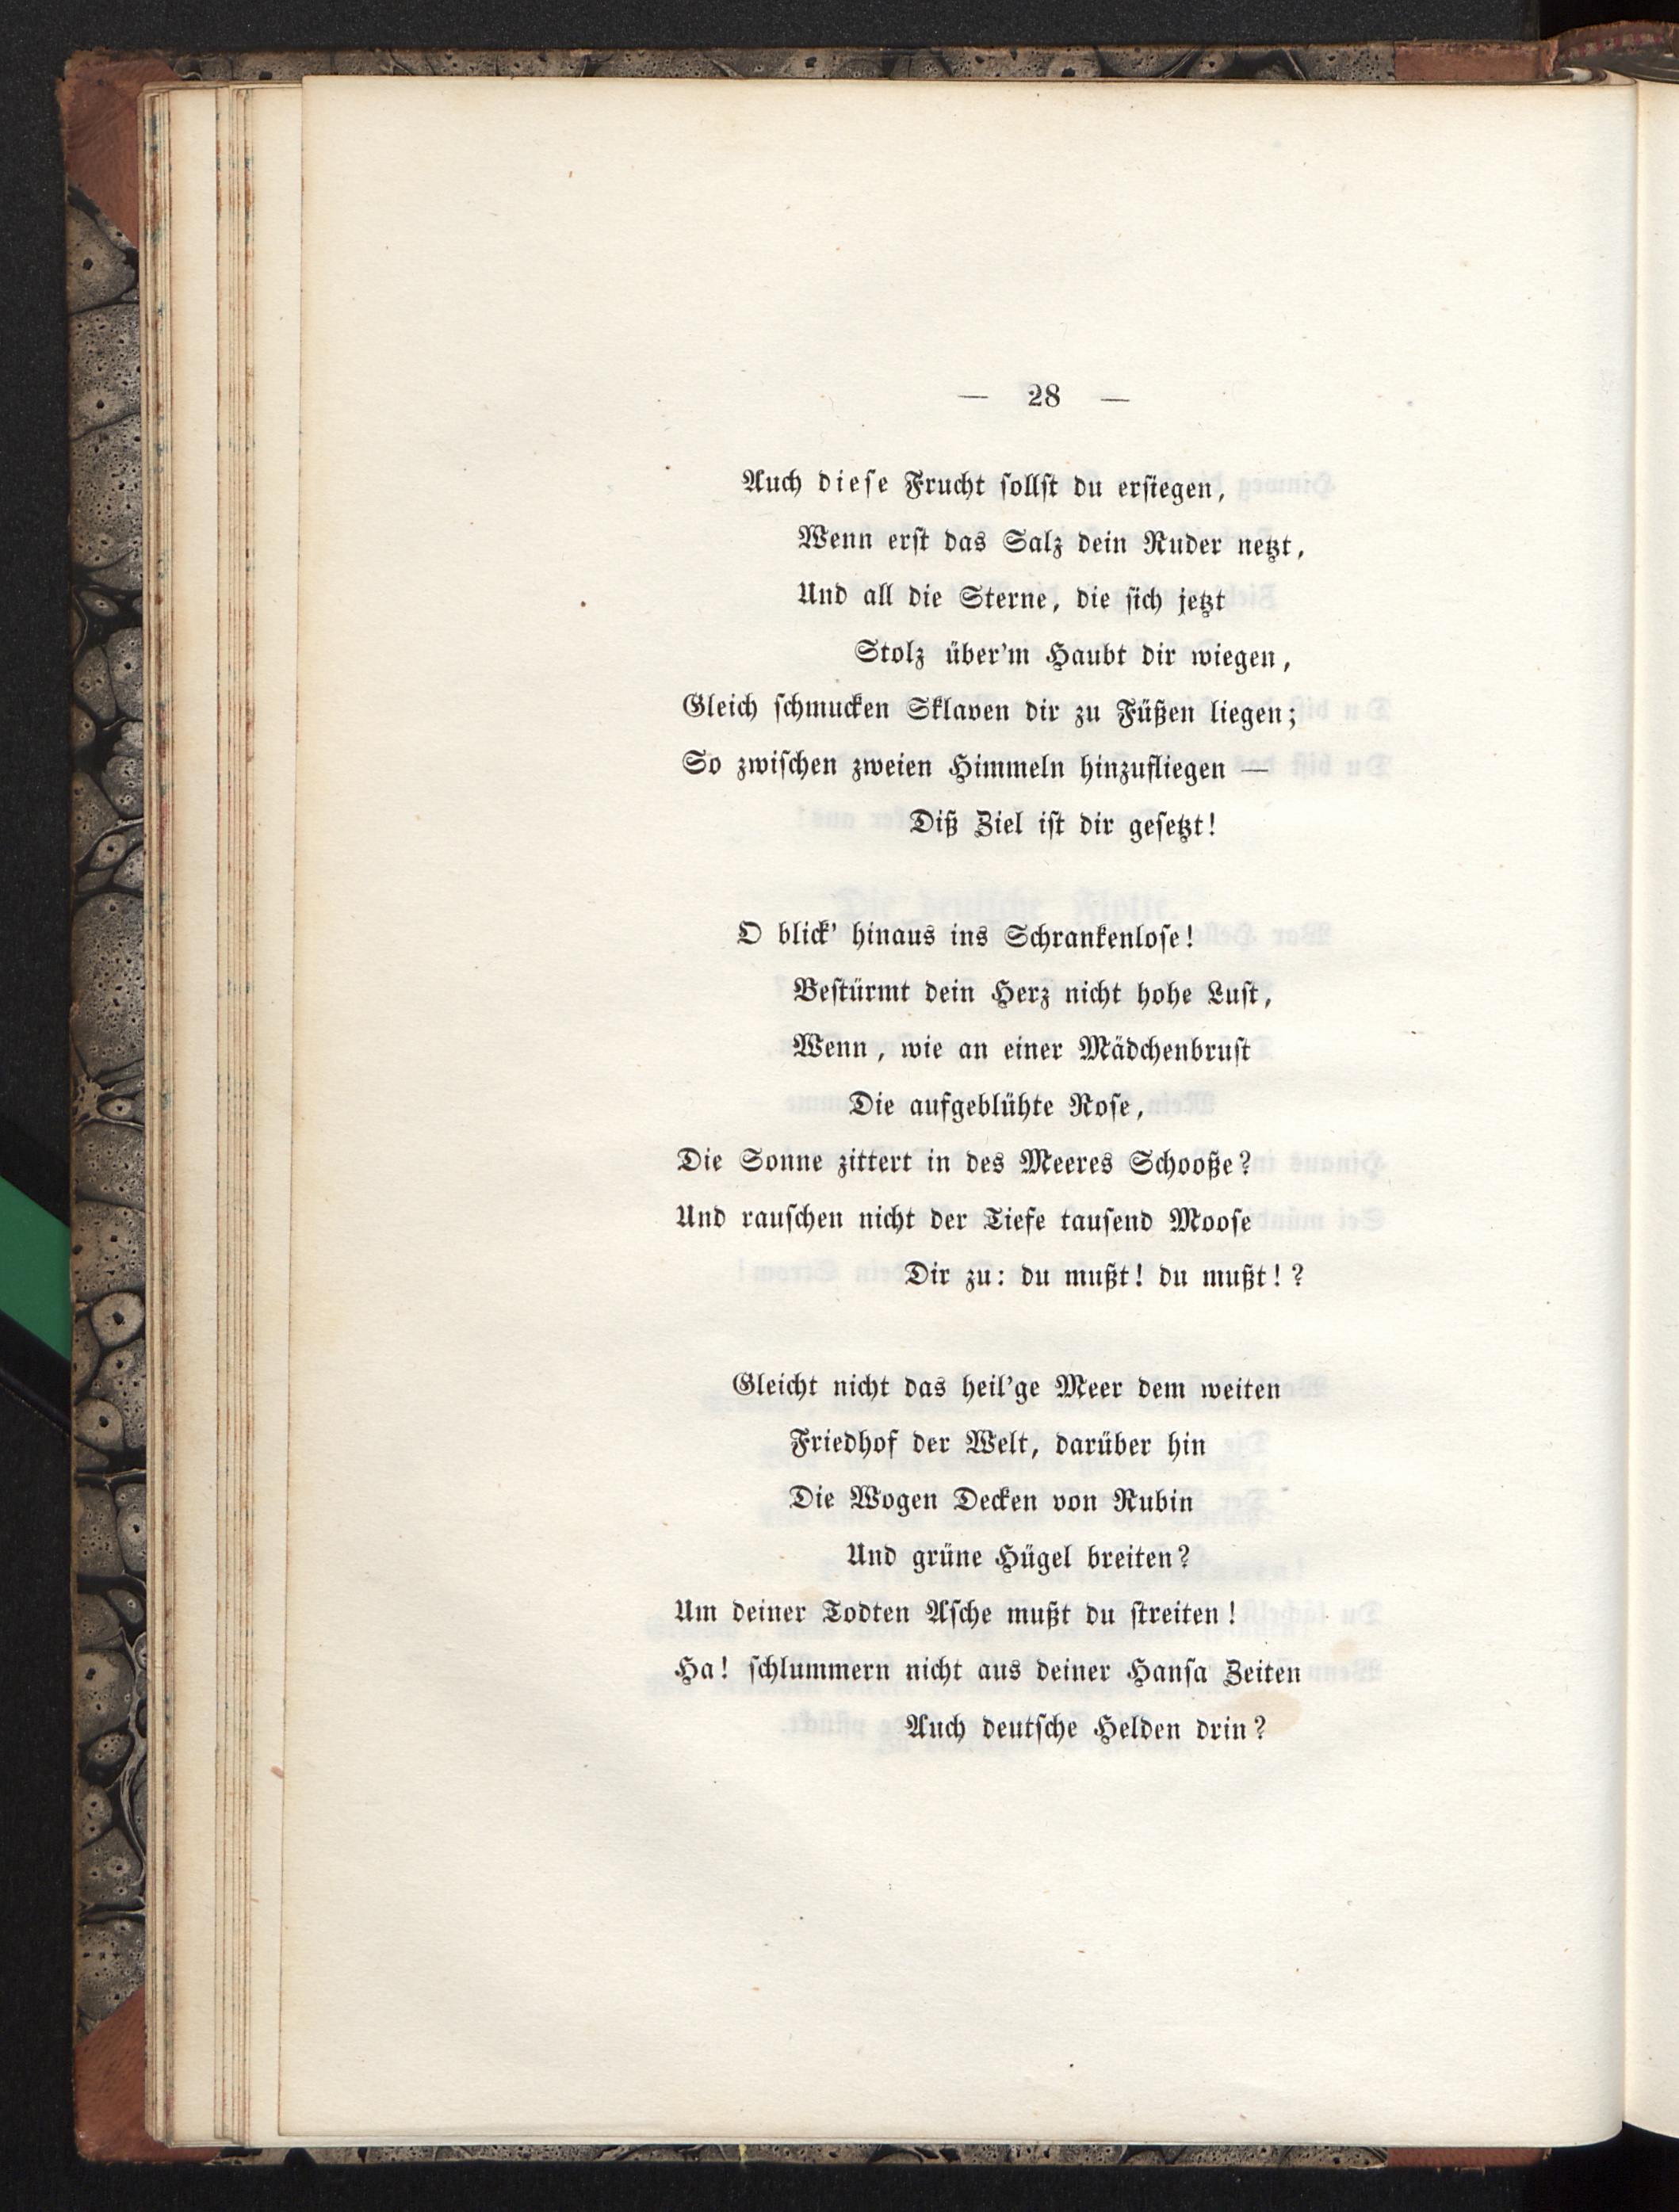 — 28 —
Auch diese Frucht sollst du ersiegen,
Wenn erst das Salz dein Ruder netzt,
Und all die Sterne, die sich jetzt
Stolz über'm Haubt dir wiegen,
Gleich schmucken Sklaven dir zu Füßen liegen;
So zwischen zweien Himmeln hinzufliegen —
Diß Ziel ist dir gesetzt!
O blick' hinaus ins Schrankenlose!
Bestürmt dein Herz nicht hohe Lust,
Wenn, wie an einer Mädchenbrust
Die aufgeblühte Rose,
Die Sonne zittert in des Meeres Schooße?
Und rauschen nicht der Tiefe tausend Moose
Dir zu: du mußt! du mußt!?
Gleicht nicht das heil'ge Meer dem weiten
Friedhof der Welt, darüber hin
Die Wogen Decken von Rubin
Und grüne Hügel breiten?
Um deiner Todten Asche mußt du streiten!
Ha! schlummern nicht aus deiner Hansa Zeiten
Auch deutsche Helden drin?